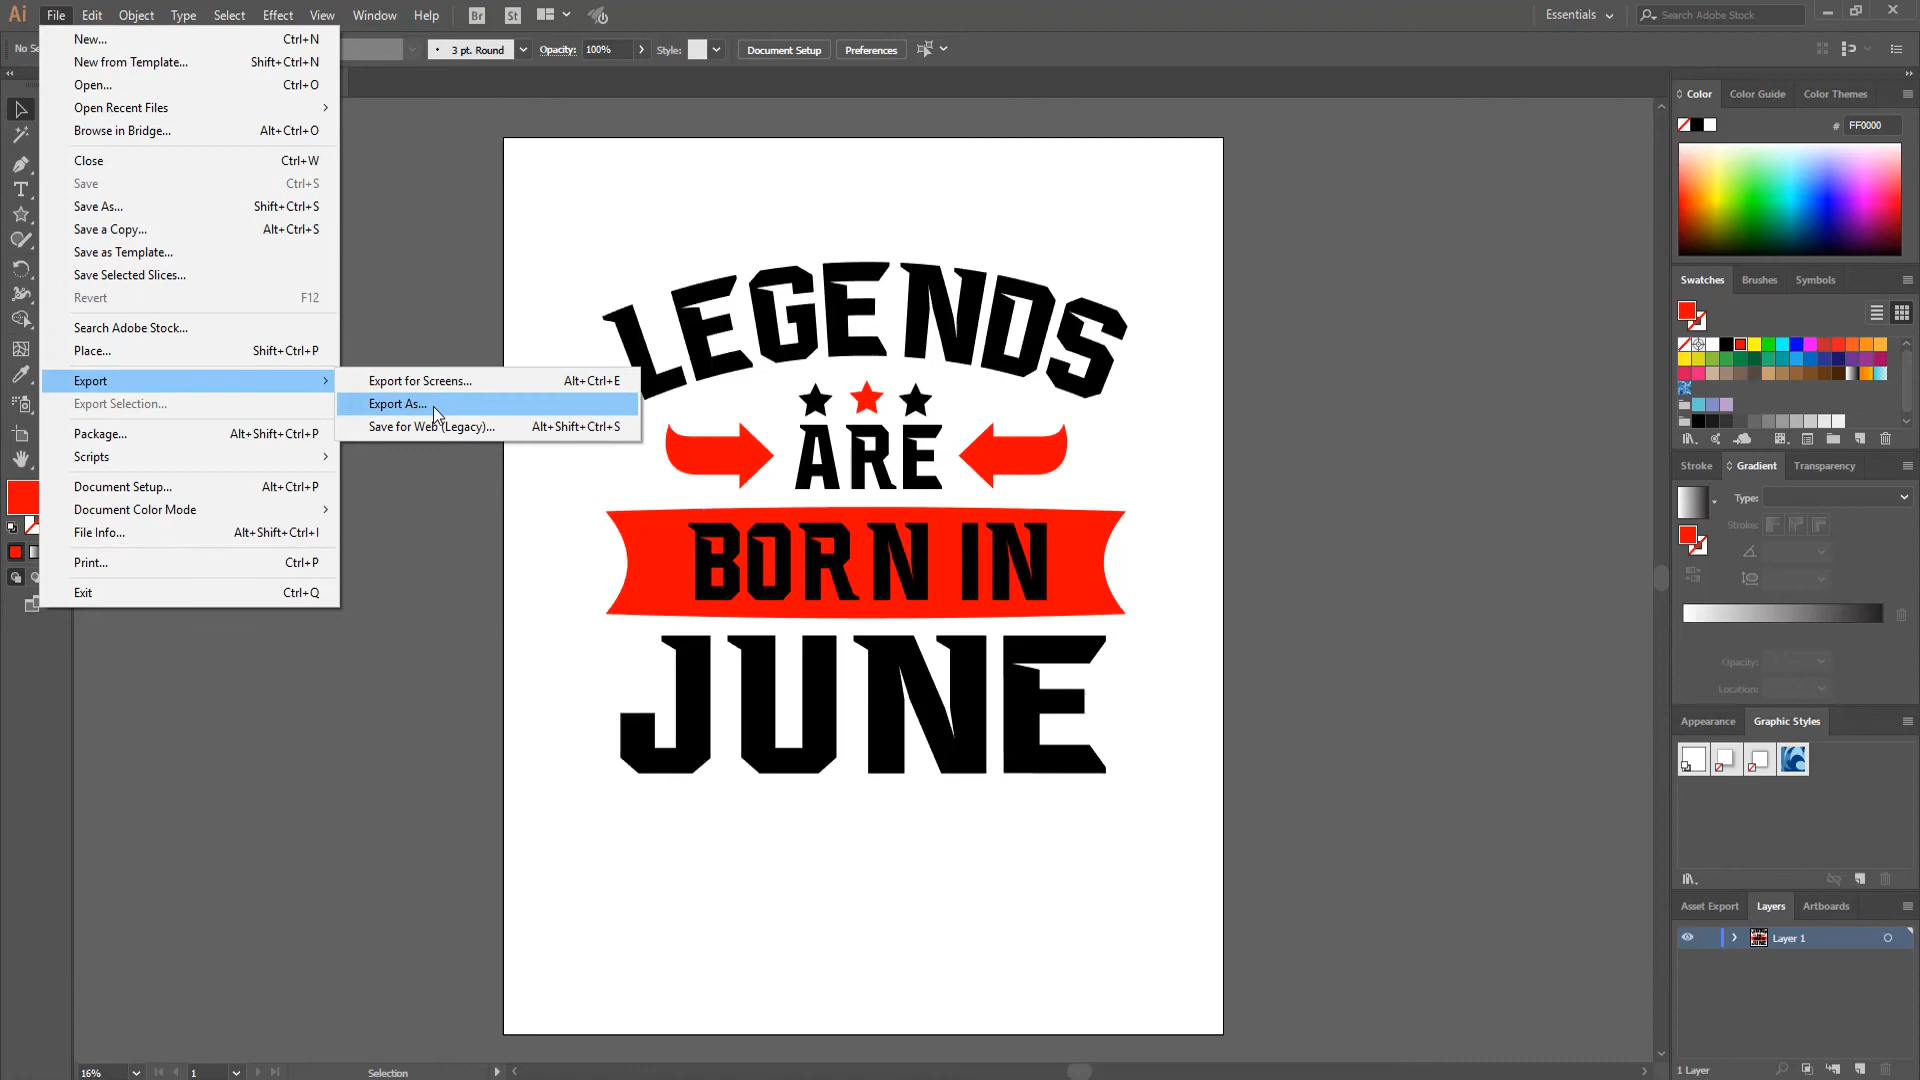 Ai File Edit Object Type Select Effect View Window Help Br St Essentials Search Adobe Stock
3 pt. Round Opacity: 100% Style: Document Setup Preferences
New... Ctrl+N
New from Template... Shift+Ctrl+N
Open... Ctrl+O
Open Recent Files
Browse in Bridge... Alt+Ctrl+O
Close Ctrl+W
Save Ctrl+S
Save As... Shift+Ctrl+S
Save a Copy... Alt+Ctrl+S
Save as Template...
Save Selected Slices...
Revert F12
Search Adobe Stock...
Place... Shift+Ctrl+P
Export
Export Selection...
Package... Alt+Shift+Ctrl+P
Scripts
Document Setup... Alt+Ctrl+P
Document Color Mode
File Info... Alt+Shift+Ctrl+I
Print... Ctrl+P
Exit Ctrl+Q
Export for Screens... Alt+Ctrl+E
Export As...
Save for Web (Legacy)... Alt+Shift+Ctrl+S
LEGENDS
ARE
BORN IN
JUNE
Color Color Guide Color Themes
# FF0000
Swatches Brushes Symbols
Stroke Gradient Transparency
Type:
Stroke:
Opacity:
Location:
Appearance Graphic Styles
Asset Export Layers Artboards
Layer 1
1 Layer
16% 1 Selection